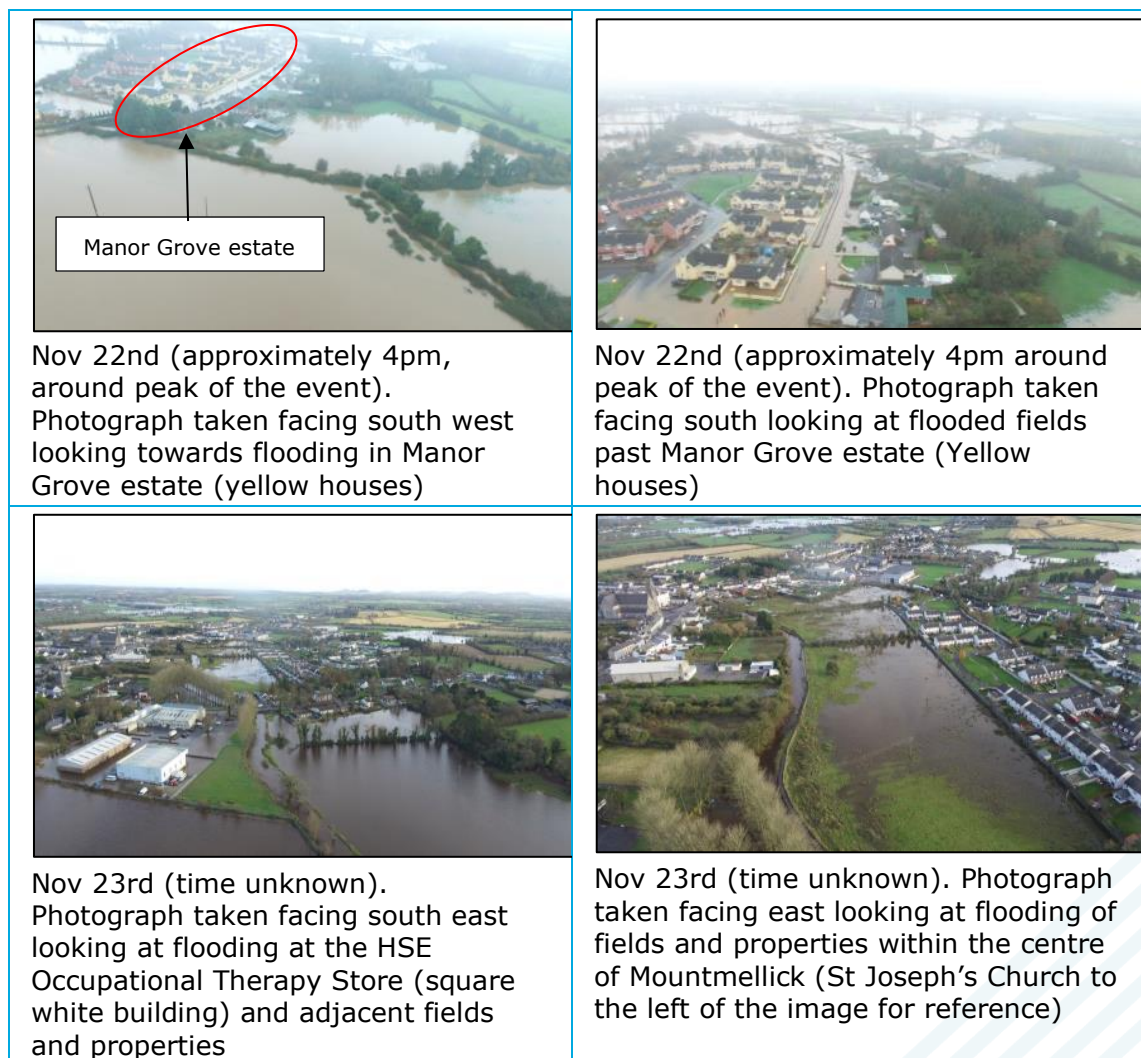 Manor Grove estate
Nov 22nd (approximately 4pm,
around peak of the event).
Photograph taken facing south west
looking towards flooding in Manor
Grove estate (yellow houses)
Nov 22nd (approximately 4pm around
peak of the event). Photograph taken
facing south looking at flooded fields
past Manor Grove estate (Yellow
houses)
Nov 23rd (time unknown).
Photograph taken facing south east
looking at flooding at the HSE
Occupational Therapy Store (square
white building) and adjacent fields
and properties
Nov 23rd (time unknown). Photograph
taken facing east looking at flooding of
fields and properties within the centre
of Mountmellick (St Joseph’s Church to
the left of the image for reference)